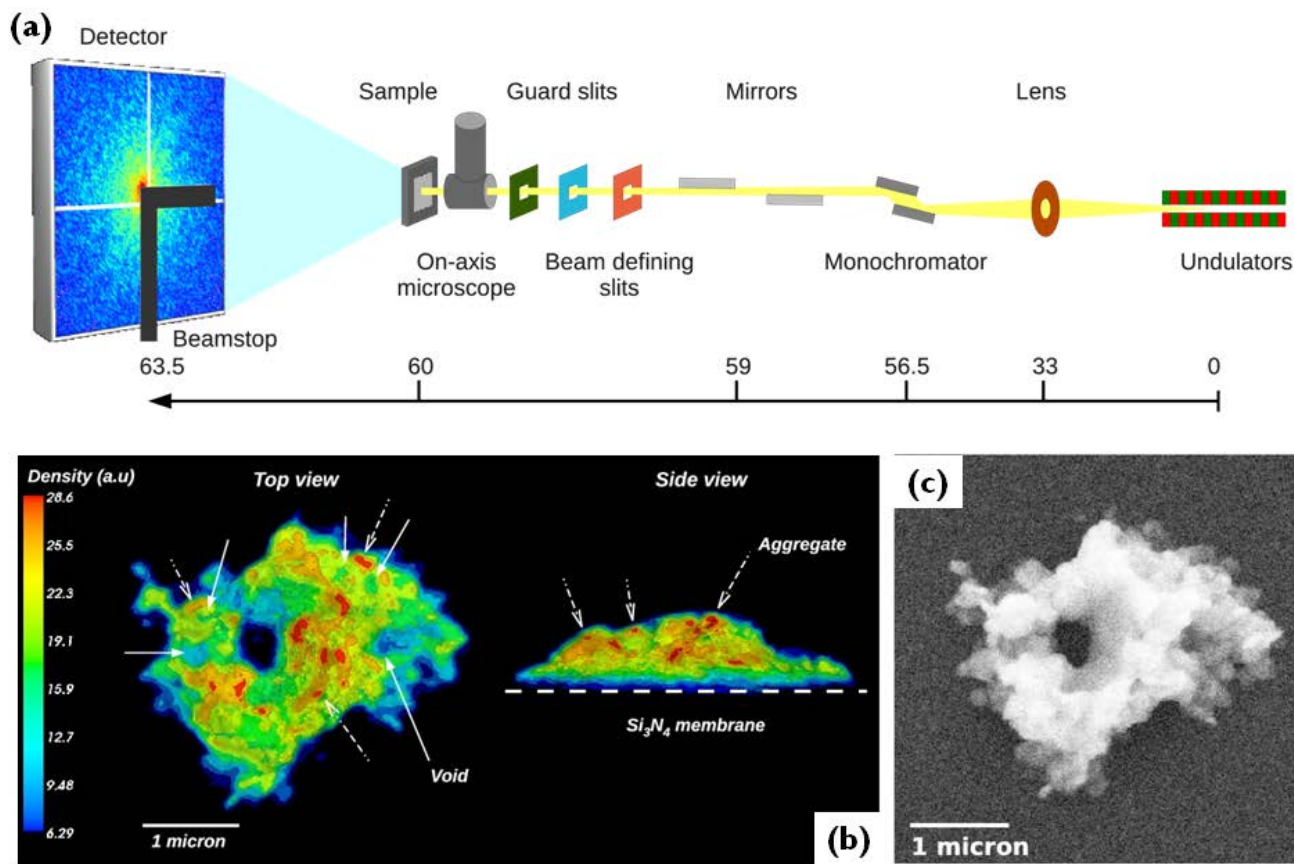 (a)
Detector
Sample
Guard slits
Mirrors
Lens
On-axis
microscope
Beam defining
slits
Monochromator
Undulators
Beamstop
63.5
60
59
56.5
33
0
Density (a.u)
Top view
Side view
28.6
25.5
22.3
19.1
15.9
12.7
9.48
6.29
Aggregate
Si₃N₄ membrane
Void
1 micron
(b)
(c)
1 micron